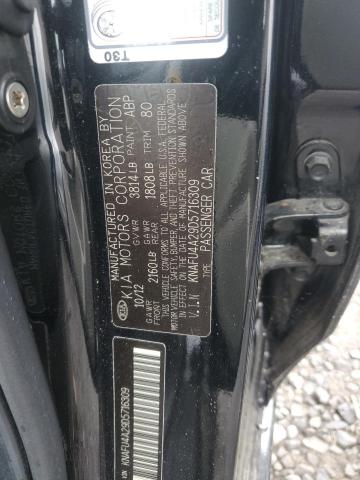 T30
MANUFACTURED IN KOREA BY
KIA MOTORS CORPORATION
10/12 GVWR 3814LB PAINT ABP
GAWR FRONT 2160LB GAWR REAR 1808LB TRIM 80
THIS VEHICLE CONFORMS TO ALL APPLICABLE U.S.A. FEDERAL
MOTOR VEHICLE SAFETY,BUMPER,AND THEFT PREVENTION STANDARDS
IN EFFECT ON THE DATE OF MANUFACTURE SHOWN ABOVE.
V.I.N : KNAFU4A29D5716309
TYPE : PASSENGER CAR
KNAFU4A29D5716309